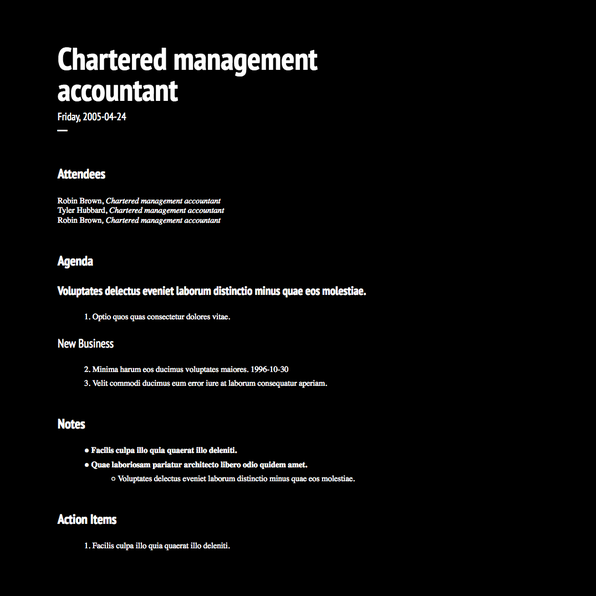 Chartered management
accountant
Friday, 2005-04-24
Attendees
Robin Brown, Chartered management accountant
Tyler Hubbard, Chartered management accountant
Robin Brown, Chartered management accountant
Agenda
Voluptates delectus eveniet laborum distinctio minus quae eos molestiae.
1. Optio quos quas consectetur dolores vitae.
New Business
2. Minima harum eos ducimus voluptates maiores. 1996-10-30
3. Velit commodi ducimus eum error iure at laborum consequatur aperiam.
Notes
● Facilis culpa illo quia quaerat illo deleniti.
● Quae laboriosam pariatur architecto libero odio quidem amet.
○ Voluptates delectus eveniet laborum distinctio minus quae eos molestiae.
Action Items
1. Facilis culpa illo quia quaerat illo deleniti.